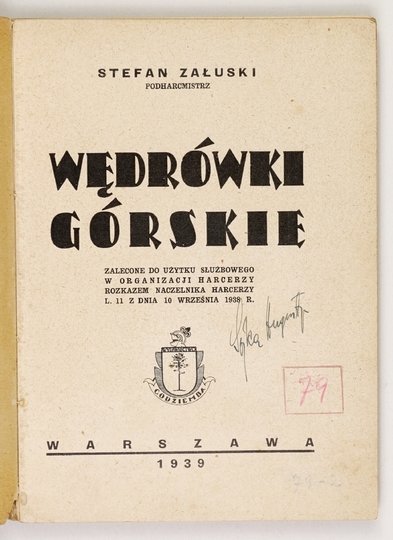 STEFAN ZAŁUSKI
PODHARCMISTRZ
WĘDRÓWKI
GÓRSKIE
ZALECONE DO UŻYTKU SŁUŻBOWEGO
W ORGANIZACJI HARCERZY
ROZKAZEM NACZELNIKA HARCERZY
L. 11 Z DNIA 10 WRZEŚNIA 1938 R.
GODZIEMBA
79
WARSZAWA
1939